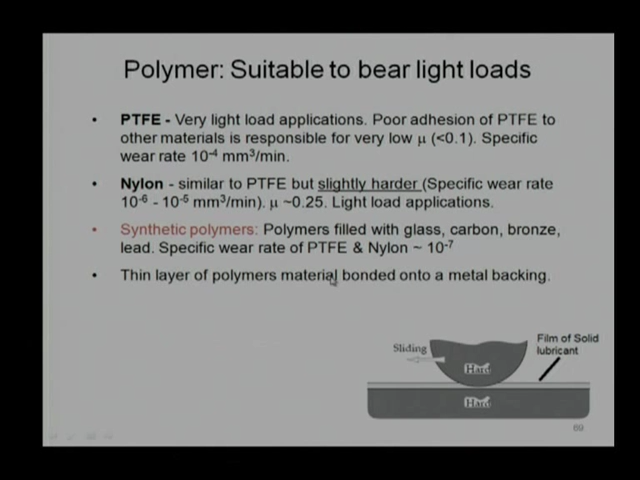 Polymer: Suitable to bear light loads
• PTFE - Very light load applications. Poor adhesion of PTFE to
other materials is responsible for very low μ (<0.1). Specific
wear rate 10⁻⁴ mm³/min.
• Nylon - similar to PTFE but slightly harder (Specific wear rate
10⁻⁶ - 10⁻⁵ mm³/min). μ ~0.25. Light load applications.
• Synthetic polymers: Polymers filled with glass, carbon, bronze,
lead. Specific wear rate of PTFE & Nylon ~ 10⁻⁷
• Thin layer of polymers material bonded onto a metal backing.
Sliding
Film of Solid
lubricant
Hard
Hard
69